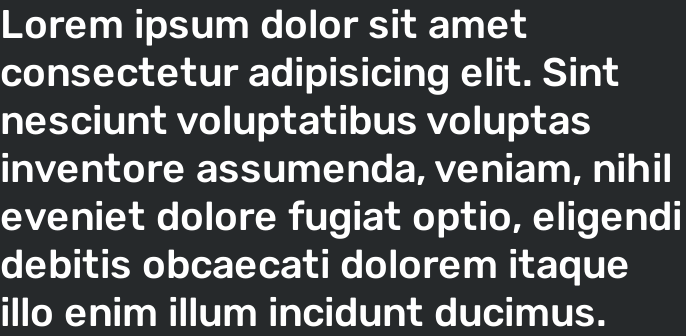 Lorem ipsum dolor sit amet
consectetur adipisicing elit. Sint
nesciunt voluptatibus voluptas
inventore assumenda, veniam, nihil
eveniet dolore fugiat optio, eligendi
debitis obcaecati dolorem itaque
illo enim illum incidunt ducimus.